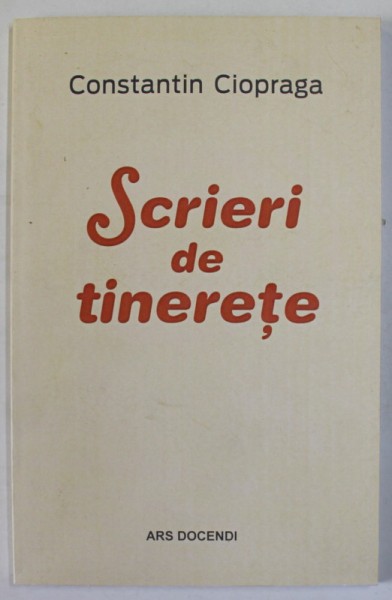 Constantin Ciopraga
Scrieri
de
tinerețe
ARS DOCENDI